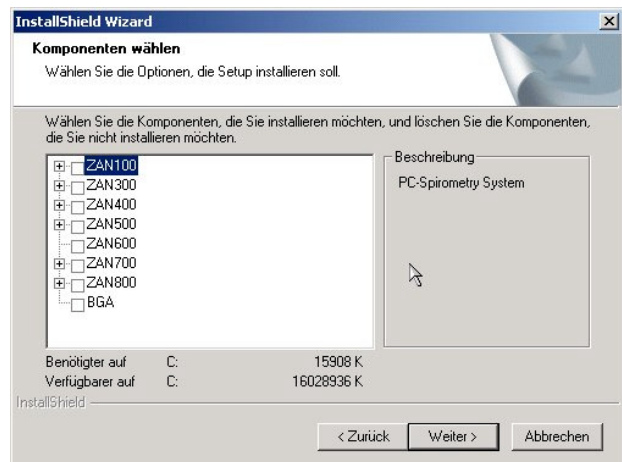 InstallShield Wizard
Komponenten wählen
Wählen Sie die Optionen, die Setup installieren soll.
Wählen Sie die Komponenten, die Sie installieren möchten, und löschen Sie die Komponenten,
die Sie nicht installieren möchten.
ZAN100
ZAN300
ZAN400
ZAN500
ZAN600
ZAN700
ZAN800
BGA
Beschreibung
PC-Spirometry System
Benötigter auf C: 15908 K
Verfügbarer auf C: 16028936 K
InstallShield
< Zurück Weiter > Abbrechen